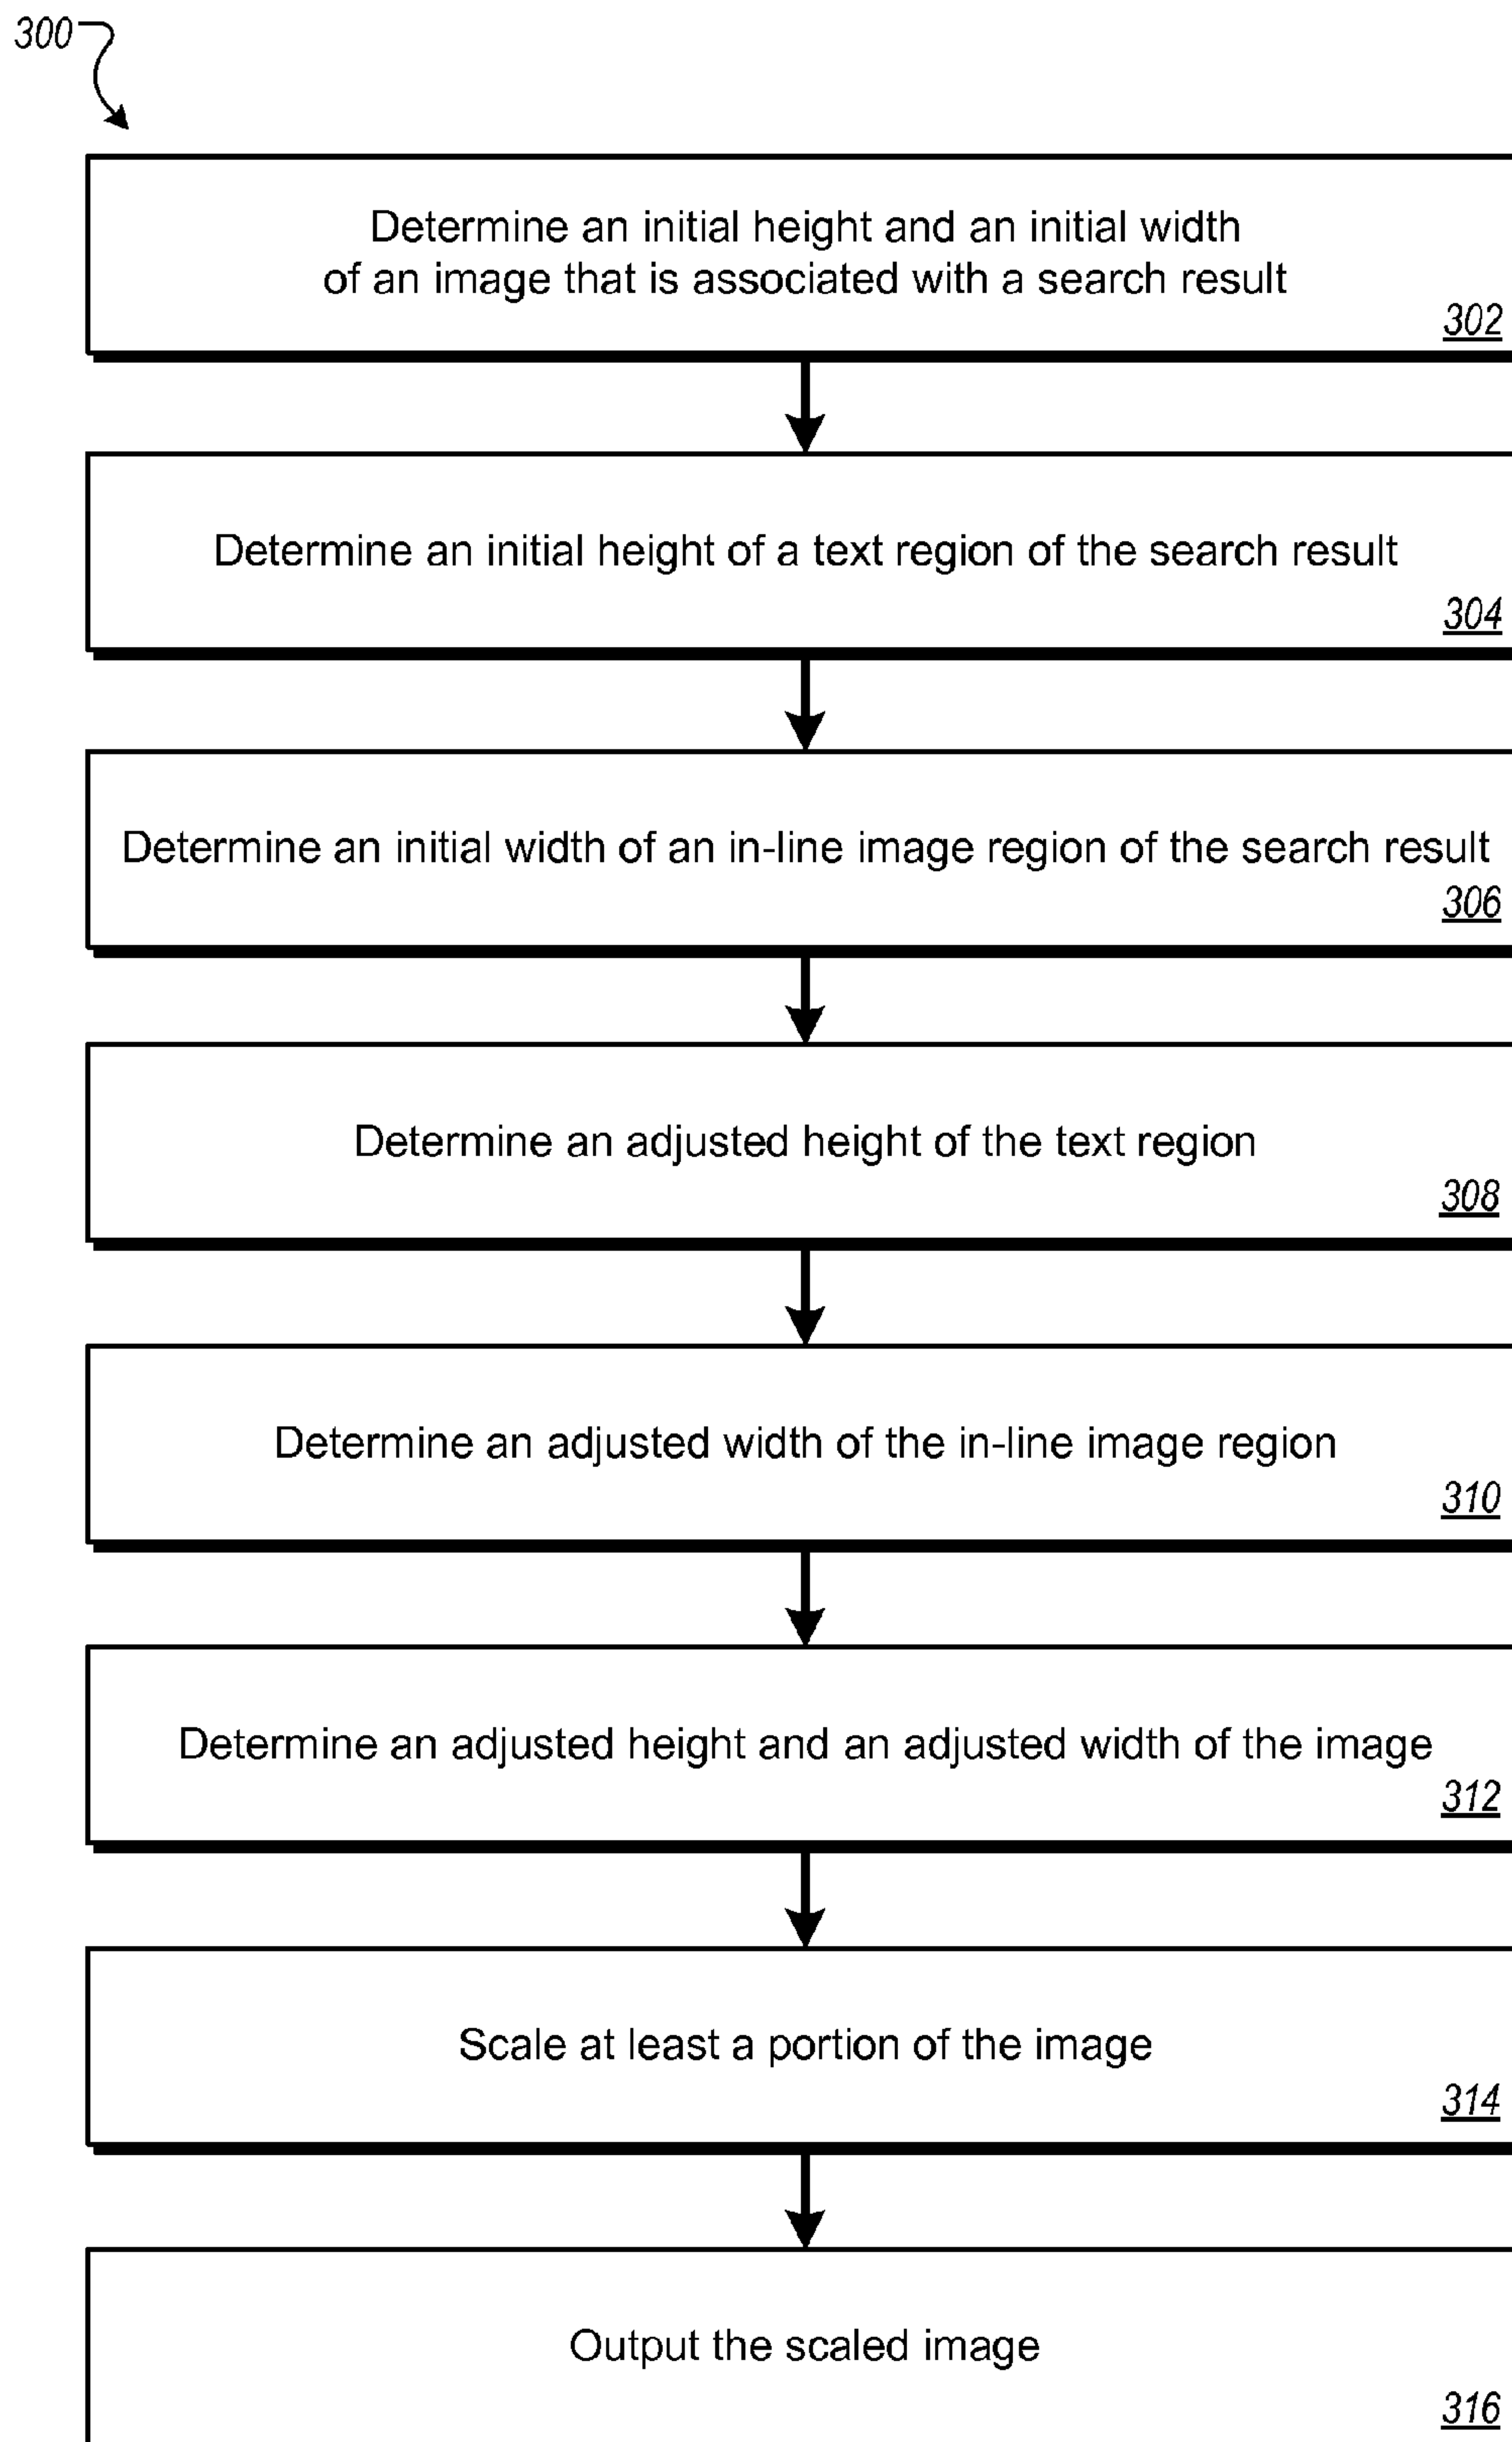 300
Determine an initial height and an initial width
of an image that is associated with a search result
302
Determine an initial height of a text region of the search result
304
Determine an initial width of an in-line image region of the search result
306
Determine an adjusted height of the text region
308
Determine an adjusted width of the in-line image region
310
Determine an adjusted height and an adjusted width of the image
312
Scale at least a portion of the image
314
Output the scaled image
316